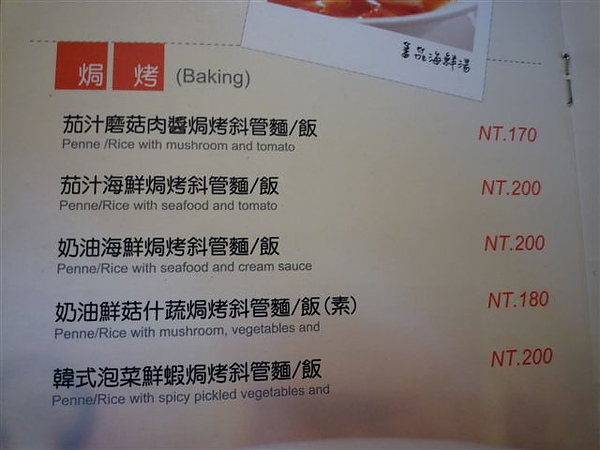 蕃茄海鮮湯
焗烤 (Baking)
茄汁磨菇肉醬焗烤斜管麵/飯 NT.170
Penne /Rice with mushroom and tomato
茄汁海鮮焗烤斜管麵/飯 NT.200
Penne/Rice with seafood and tomato
奶油海鮮焗烤斜管麵/飯 NT.200
Penne/Rice with seafood and cream sauce
奶油鮮菇什蔬焗烤斜管麵/飯(素) NT.180
Penne/Rice with mushroom, vegetables and
韓式泡菜鮮蝦焗烤斜管麵/飯 NT.200
Penne/Rice with spicy pickled vegetables and